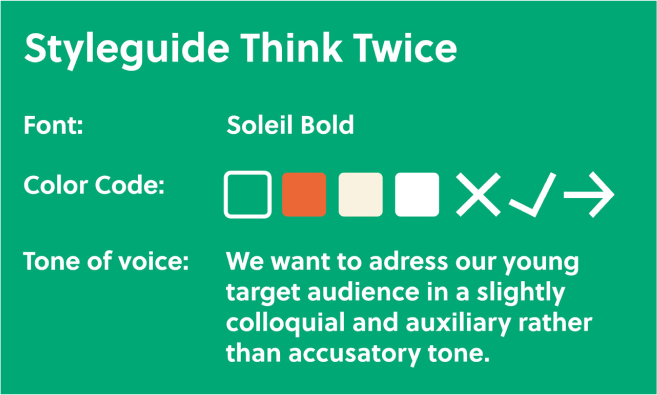 Styleguide Think Twice
Font: Soleil Bold
Color Code:
Tone of voice: We want to adress our young
target audience in a slightly
colloquial and auxiliary rather
than accusatory tone.